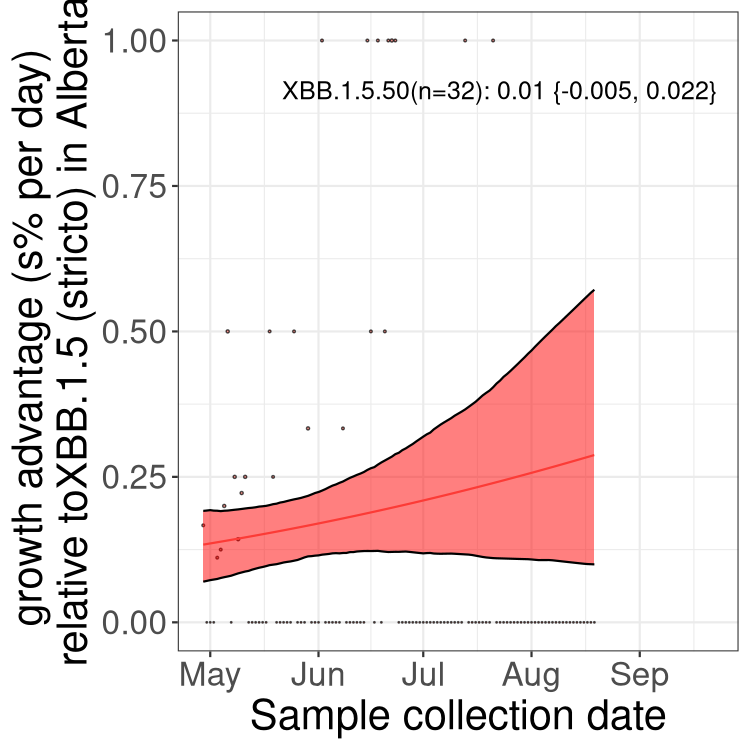 growth advantage (s% per day)
relative toXBB.1.5 (stricto) in Alberta
1.00
XBB.1.5.50(n=32): 0.01 {-0.005, 0.022}
0.75
0.50
0.25
0.00
May Jun Jul Aug Sep
Sample collection date